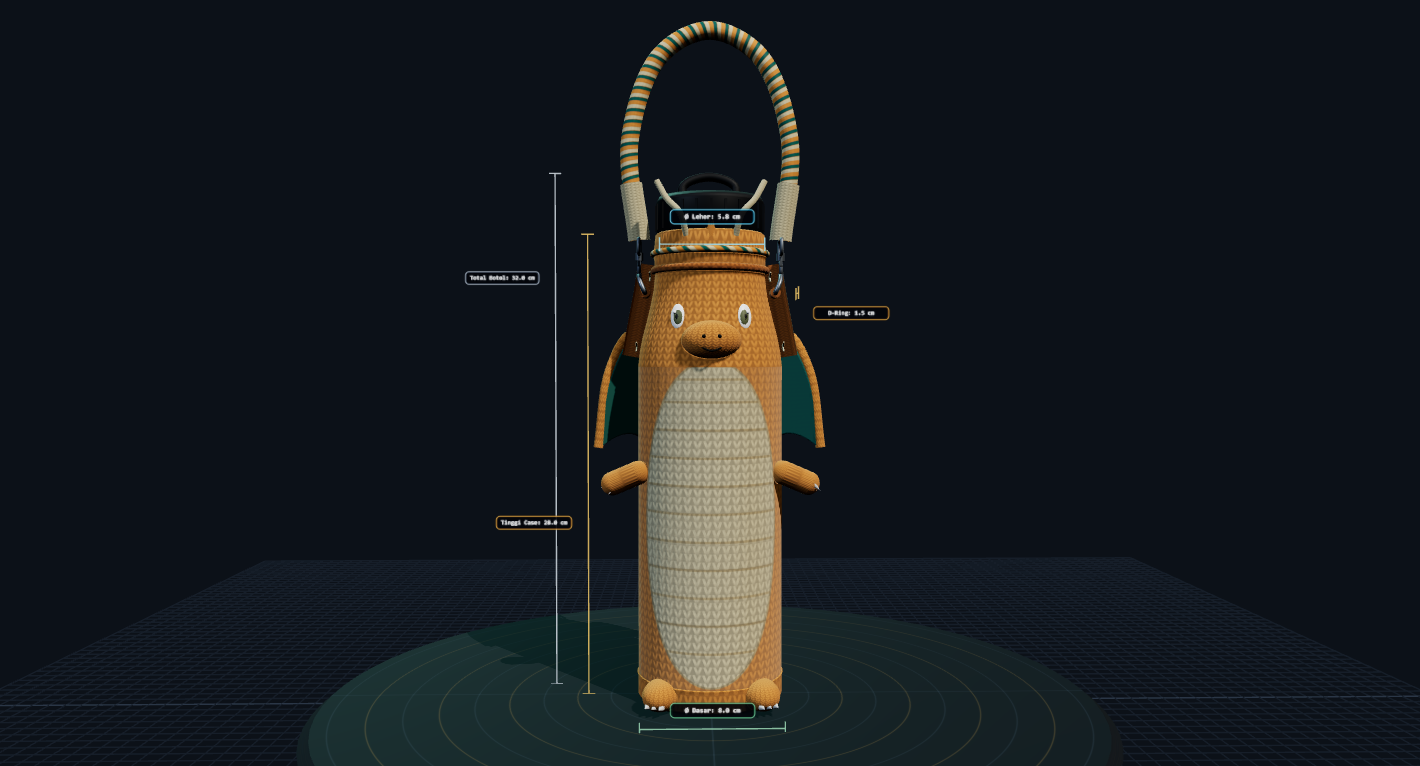 Ø Leher: 5.8 cm
Total Botol: 32.0 cm
D-Ring: 1.5 cm
Tinggi Case: 28.0 cm
Ø Dasar: 8.0 cm